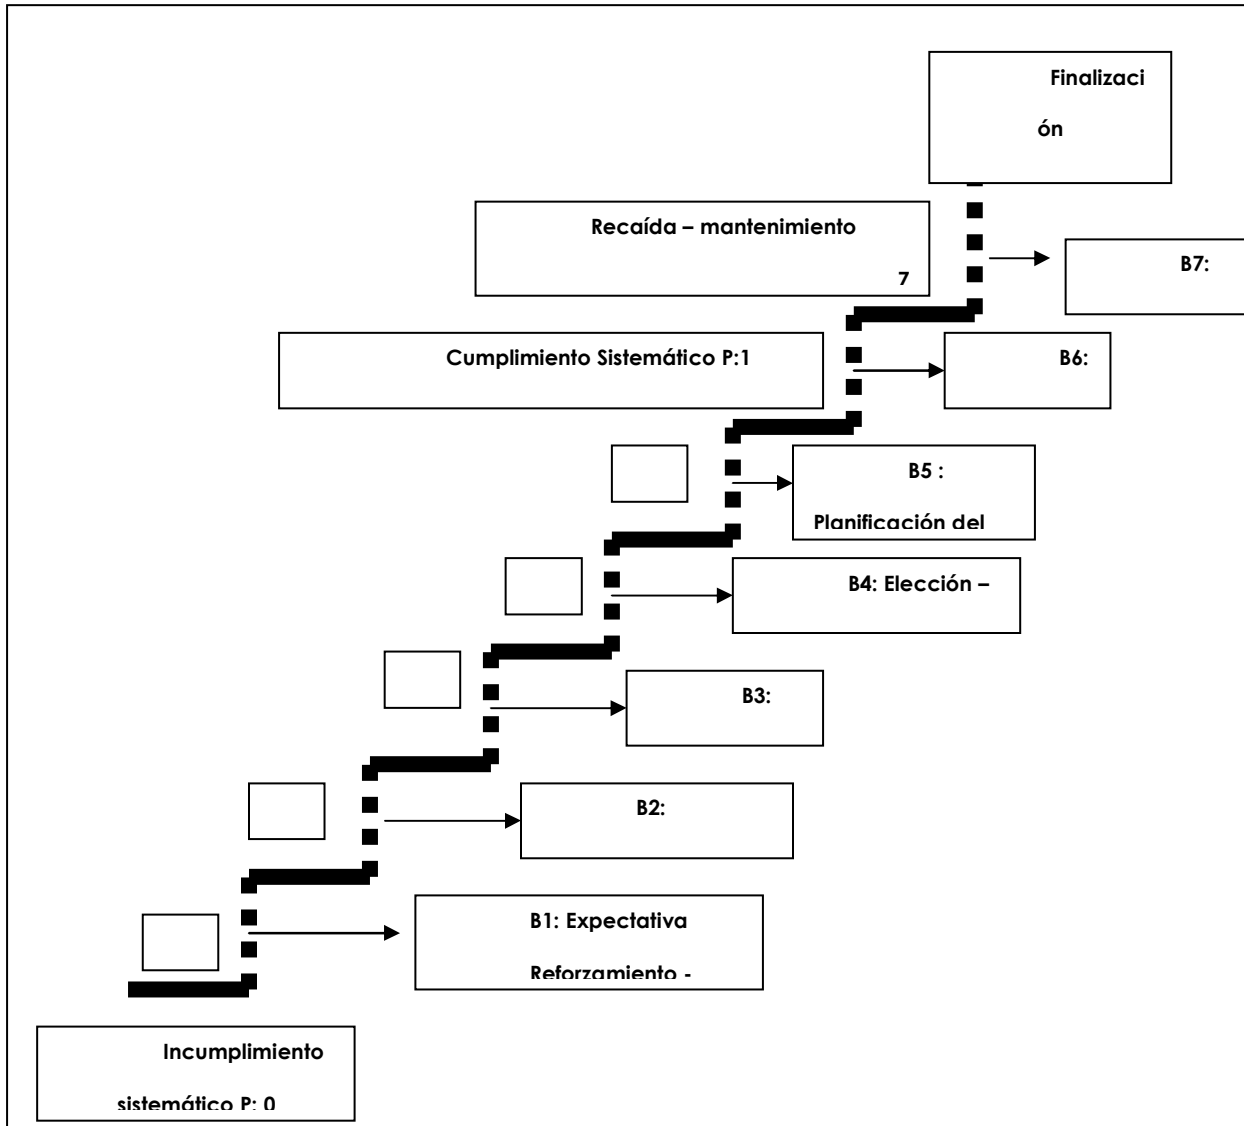 Finalizaci
ón
Recaída – mantenimiento
7
B7:
Cumplimiento Sistemático P:1
B6:
B5 :
Planificación del
B4: Elección –
B3:
B2:
B1: Expectativa
Reforzamiento -
Incumplimiento
sistemático P: 0